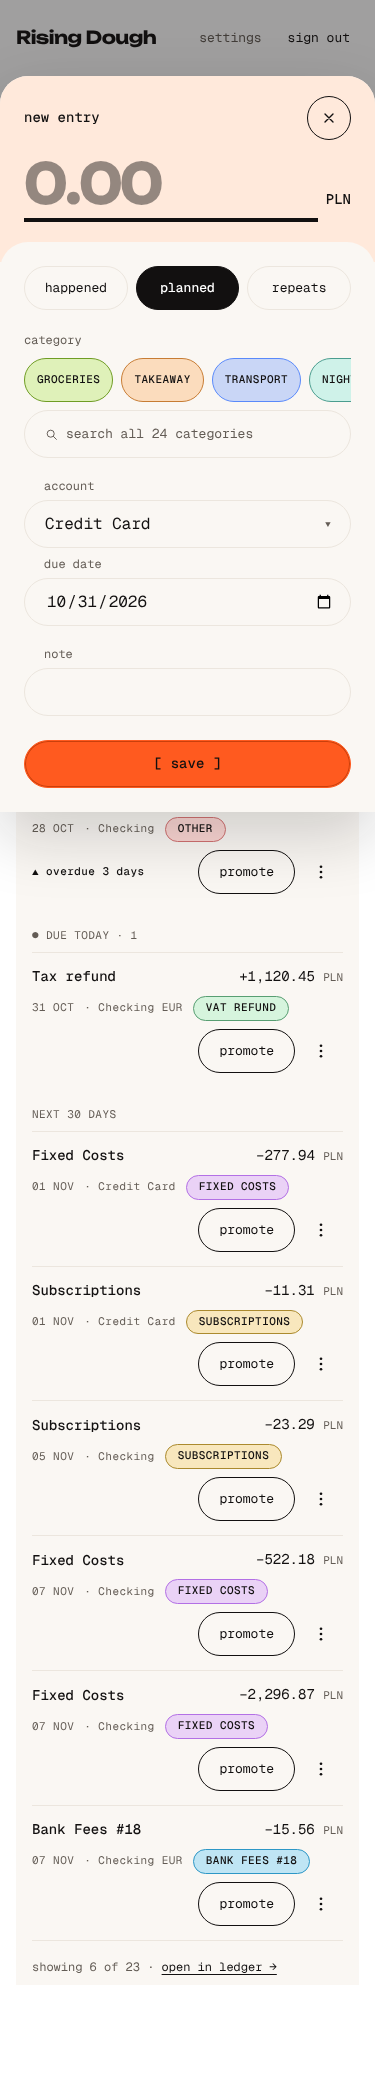 Rising Dough settings sign out
new entry
0.00 PLN
happened planned repeats
category
GROCERIES TAKEAWAY TRANSPORT
search all 24 categories
account
Credit Card
due date
10/31/2026
note
[ save ]
28 OCT · Checking OTHER
▲ overdue 3 days promote
● DUE TODAY · 1
Tax refund +1,120.45 PLN
31 OCT · Checking EUR VAT REFUND
promote
NEXT 30 DAYS
Fixed Costs −277.94 PLN
01 NOV · Credit Card FIXED COSTS
promote
Subscriptions −11.31 PLN
01 NOV · Credit Card SUBSCRIPTIONS
promote
Subscriptions −23.29 PLN
05 NOV · Checking SUBSCRIPTIONS
promote
Fixed Costs −522.18 PLN
07 NOV · Checking FIXED COSTS
promote
Fixed Costs −2,296.87 PLN
07 NOV · Checking FIXED COSTS
promote
Bank Fees #18 −15.56 PLN
07 NOV · Checking EUR BANK FEES #18
promote
showing 6 of 23 · open in ledger →